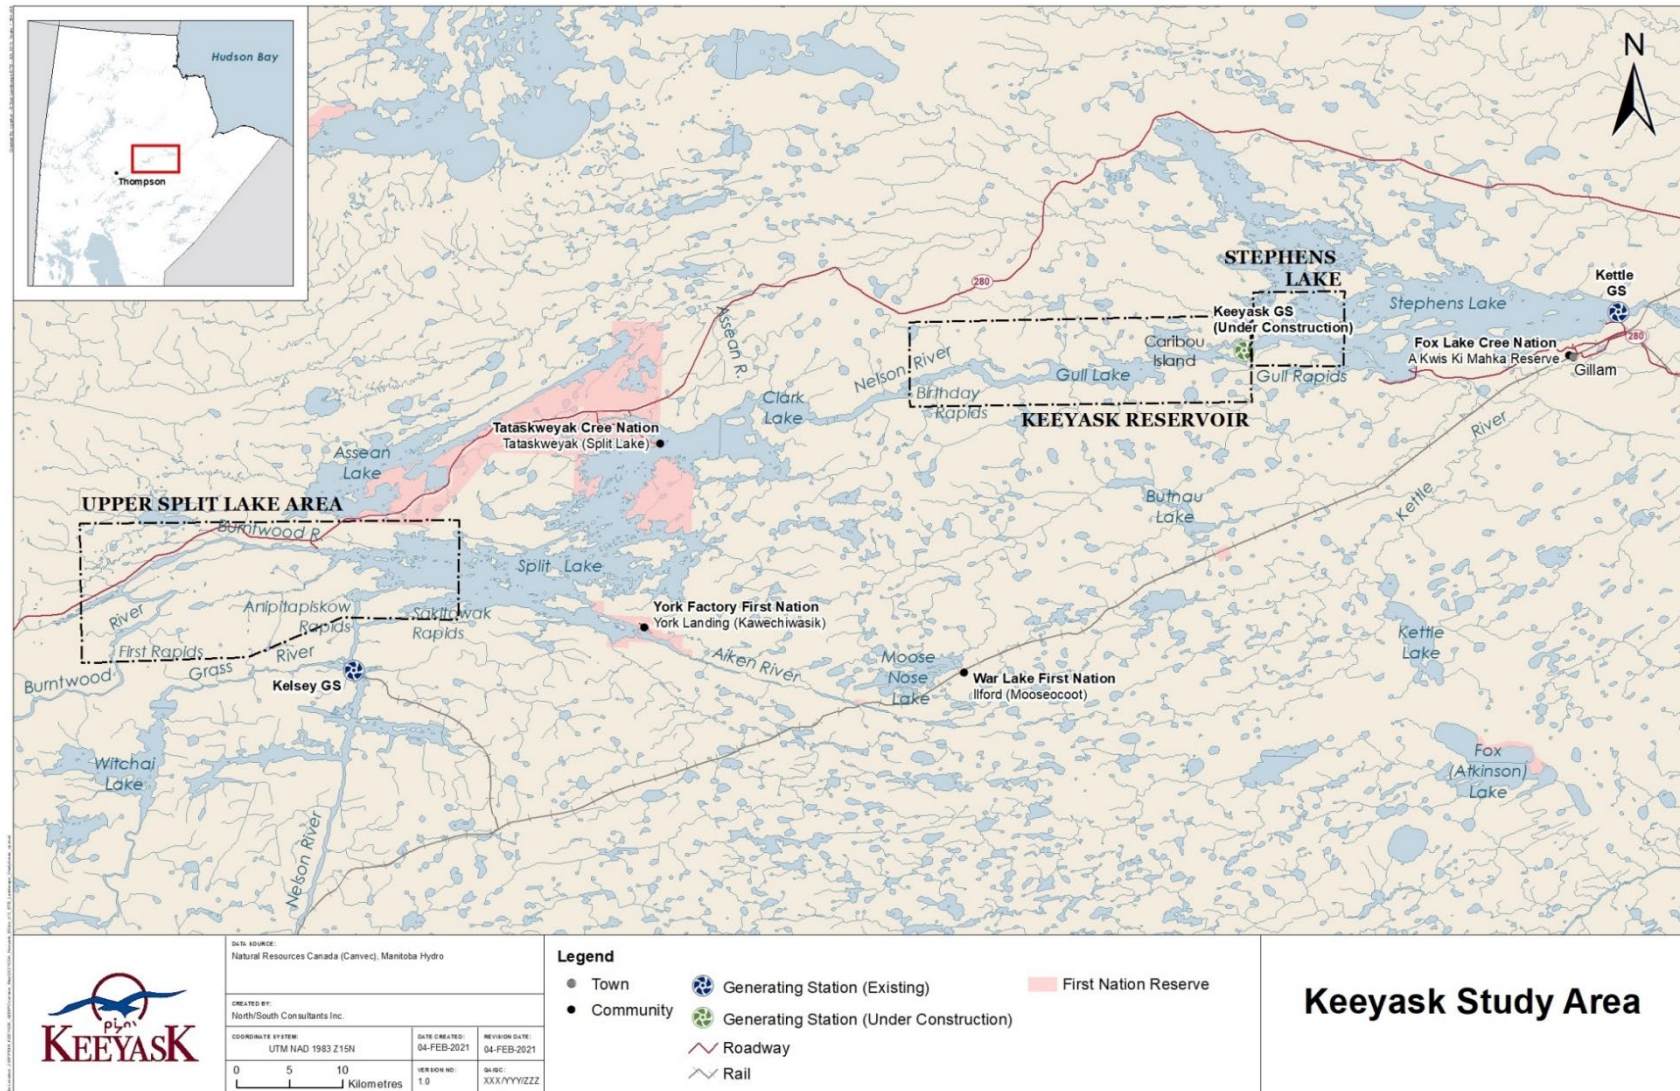 Hudson Bay
Thompson
N
STEPHENS
LAKE
Kettle
GS
280
Stephens Lake
Keeyask GS
(Under Construction)
Caribou
Island
Fox Lake Cree Nation
A Kwis Ki Mahka Reserve
280
Gillam
Assean R.
Nelson River
Gull Lake
Gull Rapids
Birthday
Rapids
KEEYASK RESERVOIR
Clark
Lake
Tataskweyak Cree Nation
Tataskweyak (Split Lake)
Assean
Lake
Kettle
River
UPPER SPLIT LAKE AREA
Burntwood R.
Butnau
Lake
Split Lake
River
Anipitapiskow
Rapids
Sakitowak
Rapids
York Factory First Nation
York Landing (Kawechiwasik)
First Rapids
Grass
River
Burntwood
Kelsey GS
Aiken River
Moose
Nose
Lake
War Lake First Nation
Ilford (Mooseocoot)
Kettle
Lake
Witchai
Lake
Fox
(Atkinson)
Lake
Nelson River
KEEYASK
DATA SOURCE:
Natural Resources Canada (Canvec), Manitoba Hydro
CREATED BY:
North/South Consultants Inc.
COORDINATE SYSTEM:
UTM NAD 1983 Z15N
DATE CREATED:
04-FEB-2021
REVISION DATE:
04-FEB-2021
0 5 10
Kilometres
VERSION NO:
1.0
QA/QC:
XXX/YYY/ZZZ
Legend
Town
Community
Generating Station (Existing)
Generating Station (Under Construction)
Roadway
Rail
First Nation Reserve
Keeyask Study Area